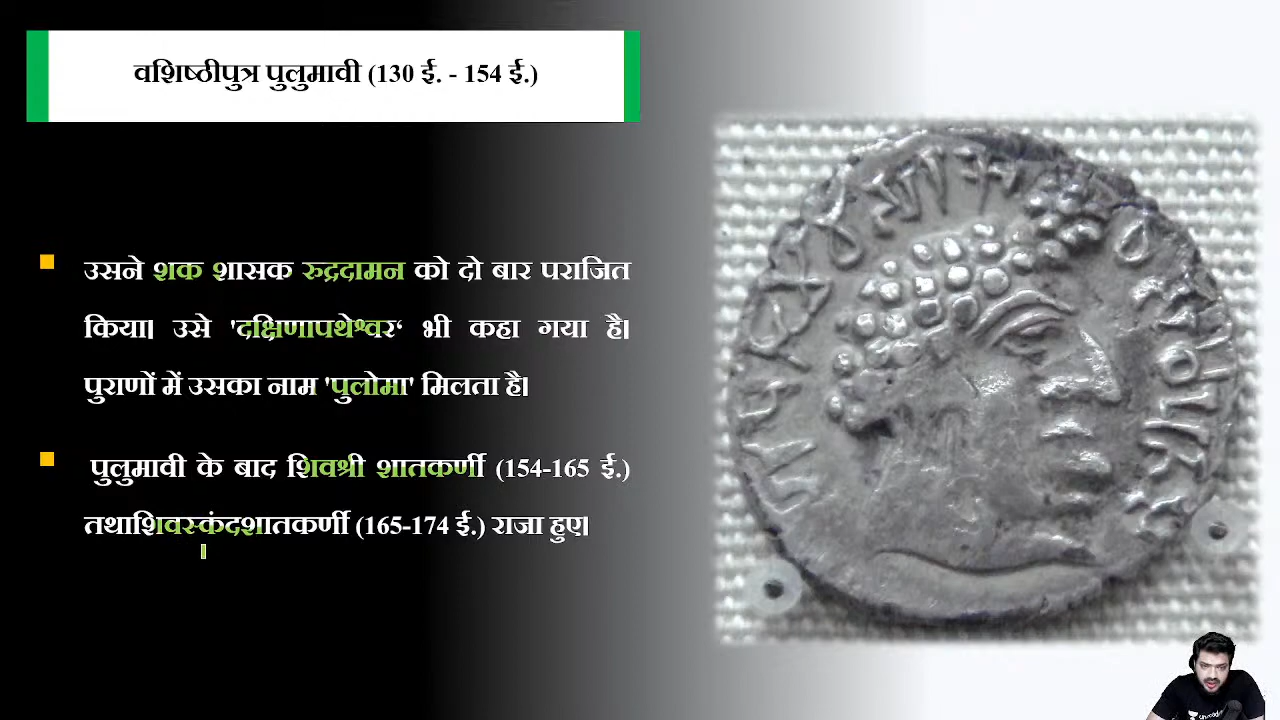 वशिष्ठीपुत्र पुलुमावी (130 ई. - 154 ई.)
उसने शक शासक रुद्रदामन को दो बार पराजित
किया। उसे 'दक्षिणापथेश्वर‘ भी कहा गया है।
पुराणों में उसका नाम 'पुलोमा' मिलता है।
पुलुमावी के बाद शिवश्री शातकर्णी (154-165 ई.)
तथाशिवस्कंदशातकर्णी (165-174 ई.) राजा हुए।